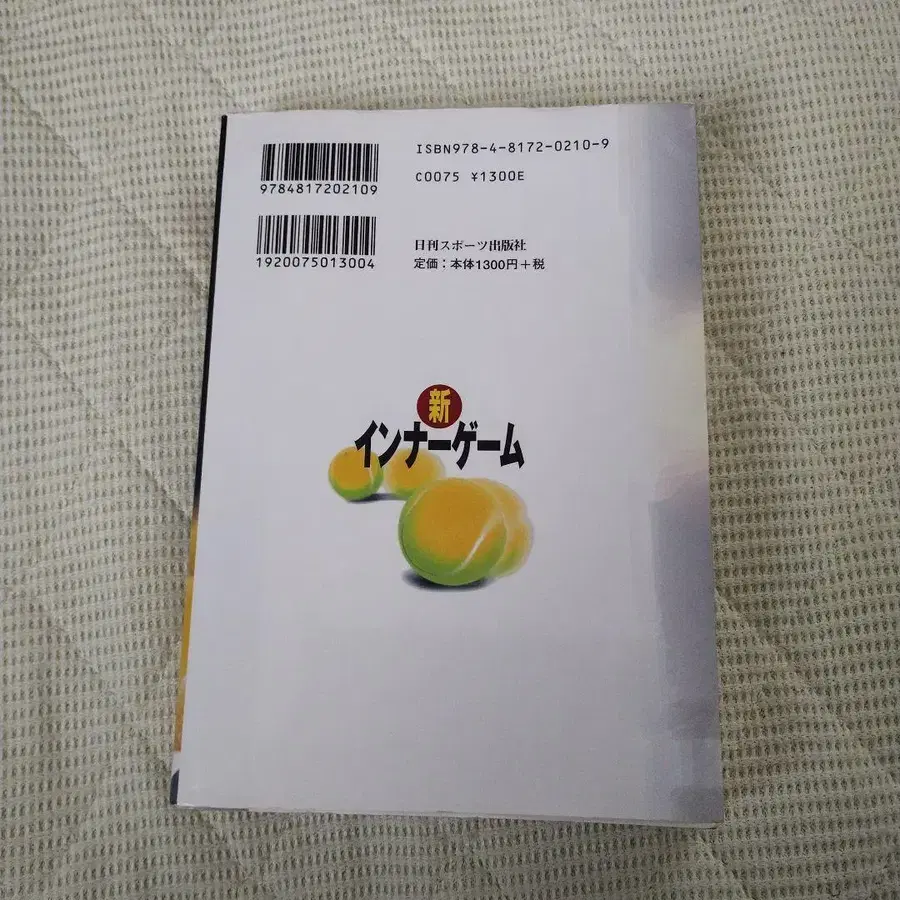 ISBN978-4-8172-0210-9
9784817202109
C0075 ¥1300E
1920075013004
日刊スポーツ出版社
定価：本体1300円＋税
新
インナーゲーム